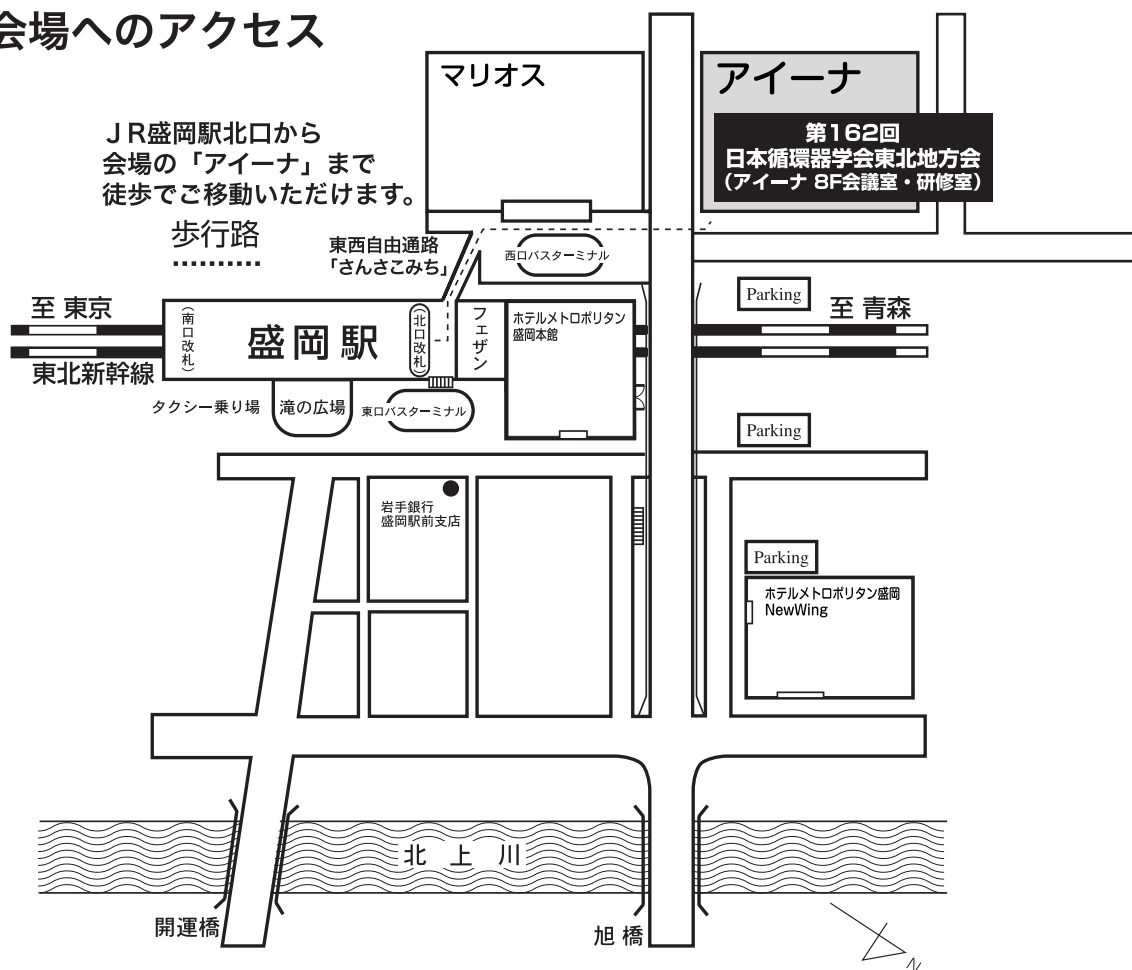 会場へのアクセス
マリオス
アイーナ
第162回
日本循環器学会東北地方会
(アイーナ 8F会議室・研修室)
JR盛岡駅北口から
会場の「アイーナ」まで
徒歩でご移動いただけます。
歩行路
東西自由通路
「さんさこみち」
西口バスターミナル
Parking
至 東京
至 青森
(南口改札)
盛岡駅
(北口改札)
フェザン
ホテルメトロポリタン
盛岡本館
東北新幹線
タクシー乗り場
滝の広場
東口バスターミナル
Parking
岩手銀行
盛岡駅前支店
Parking
ホテルメトロポリタン盛岡
NewWing
北上川
開運橋
旭橋
N